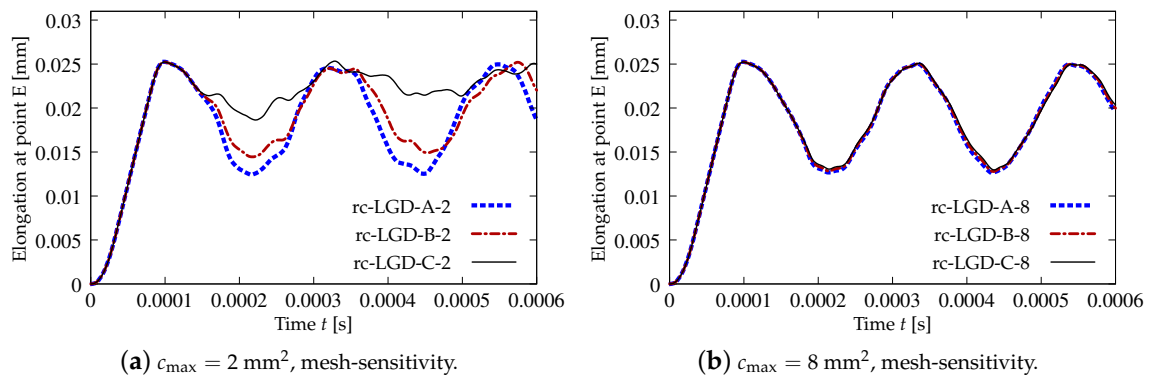 Elongation at point E [mm]
0.03
0.025
0.02
0.015
0.01
0.005
0
rc-LGD-A-2
rc-LGD-B-2
rc-LGD-C-2
0 0.0001 0.0002 0.0003 0.0004 0.0005 0.0006
Time t [s]
(a) cmax = 2 mm², mesh-sensitivity.
Elongation at point E [mm]
0.03
0.025
0.02
0.015
0.01
0.005
0
rc-LGD-A-8
rc-LGD-B-8
rc-LGD-C-8
0 0.0001 0.0002 0.0003 0.0004 0.0005 0.0006
Time t [s]
(b) cmax = 8 mm², mesh-sensitivity.